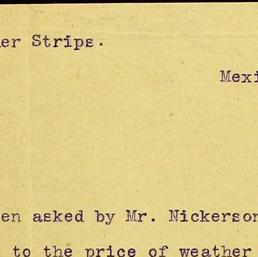 er Strips.
Mexi
en asked by Mr. Nickerson
to the price of weather